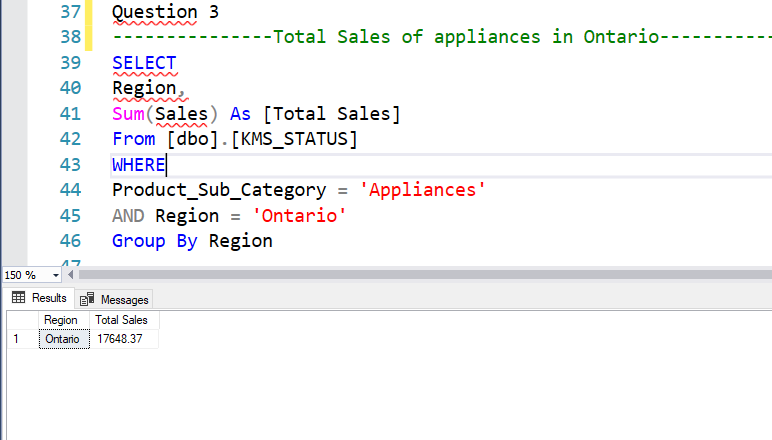 37 Question 3
38 ---------------Total Sales of appliances in Ontario-----------
39 SELECT
40 Region,
41 Sum(Sales) As [Total Sales]
42 From [dbo].[KMS_STATUS]
43 WHERE
44 Product_Sub_Category = 'Appliances'
45 AND Region = 'Ontario'
46 Group By Region
47
150 %
Results Messages
Region Total Sales
1 Ontario 17648.37